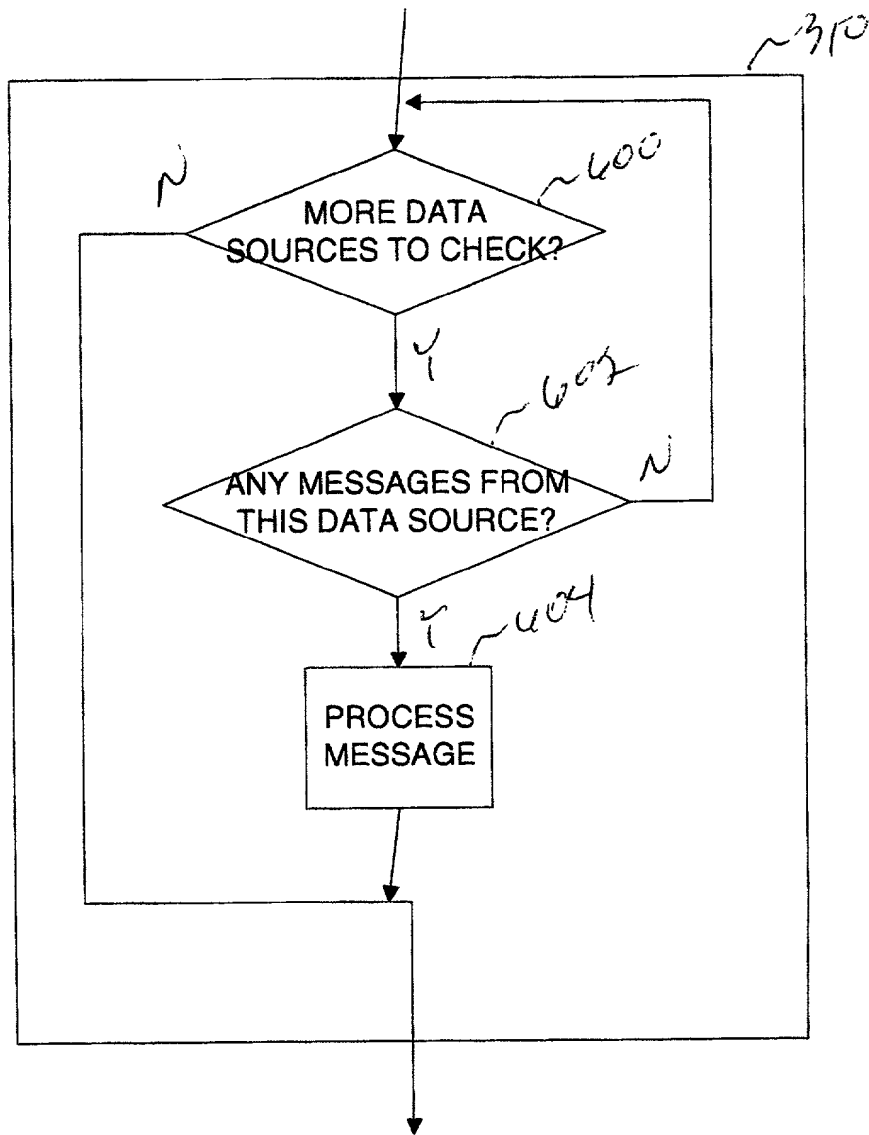 ~310
N
~600
MORE DATA
SOURCES TO CHECK?
Y
~602
ANY MESSAGES FROM
THIS DATA SOURCE?
N
Y
~604
PROCESS
MESSAGE